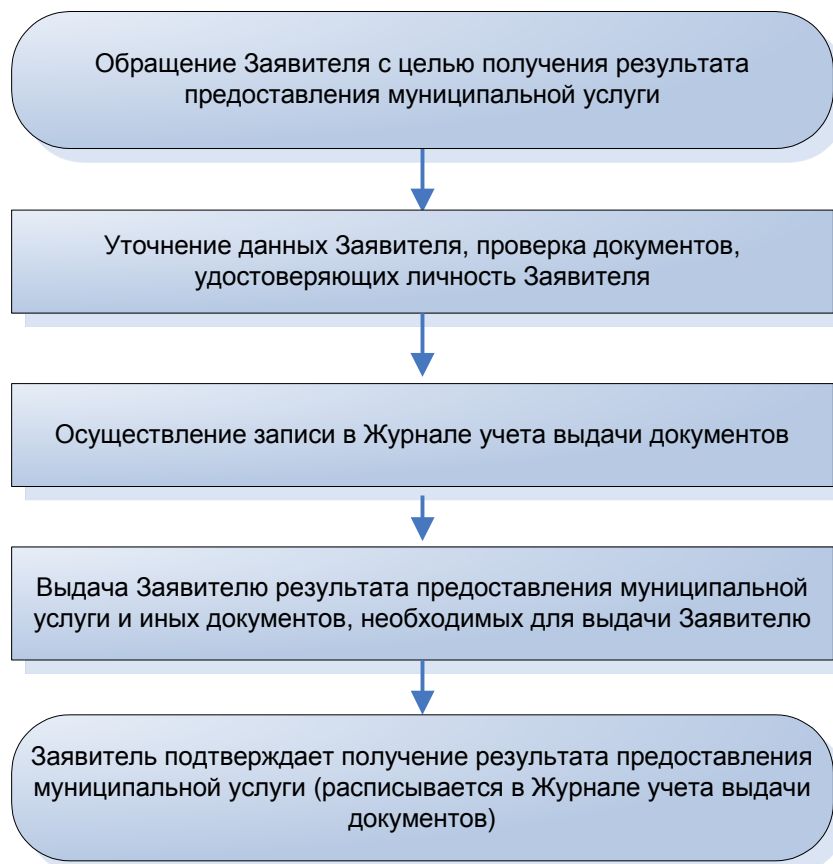 Обращение Заявителя с целью получения результата
предоставления муниципальной услуги
Уточнение данных Заявителя, проверка документов,
удостоверяющих личность Заявителя
Осуществление записи в Журнале учета выдачи документов
Выдача Заявителю результата предоставления муниципальной
услуги и иных документов, необходимых для выдачи Заявителю
Заявитель подтверждает получение результата предоставления
муниципальной услуги (расписывается в Журнале учета выдачи
документов)